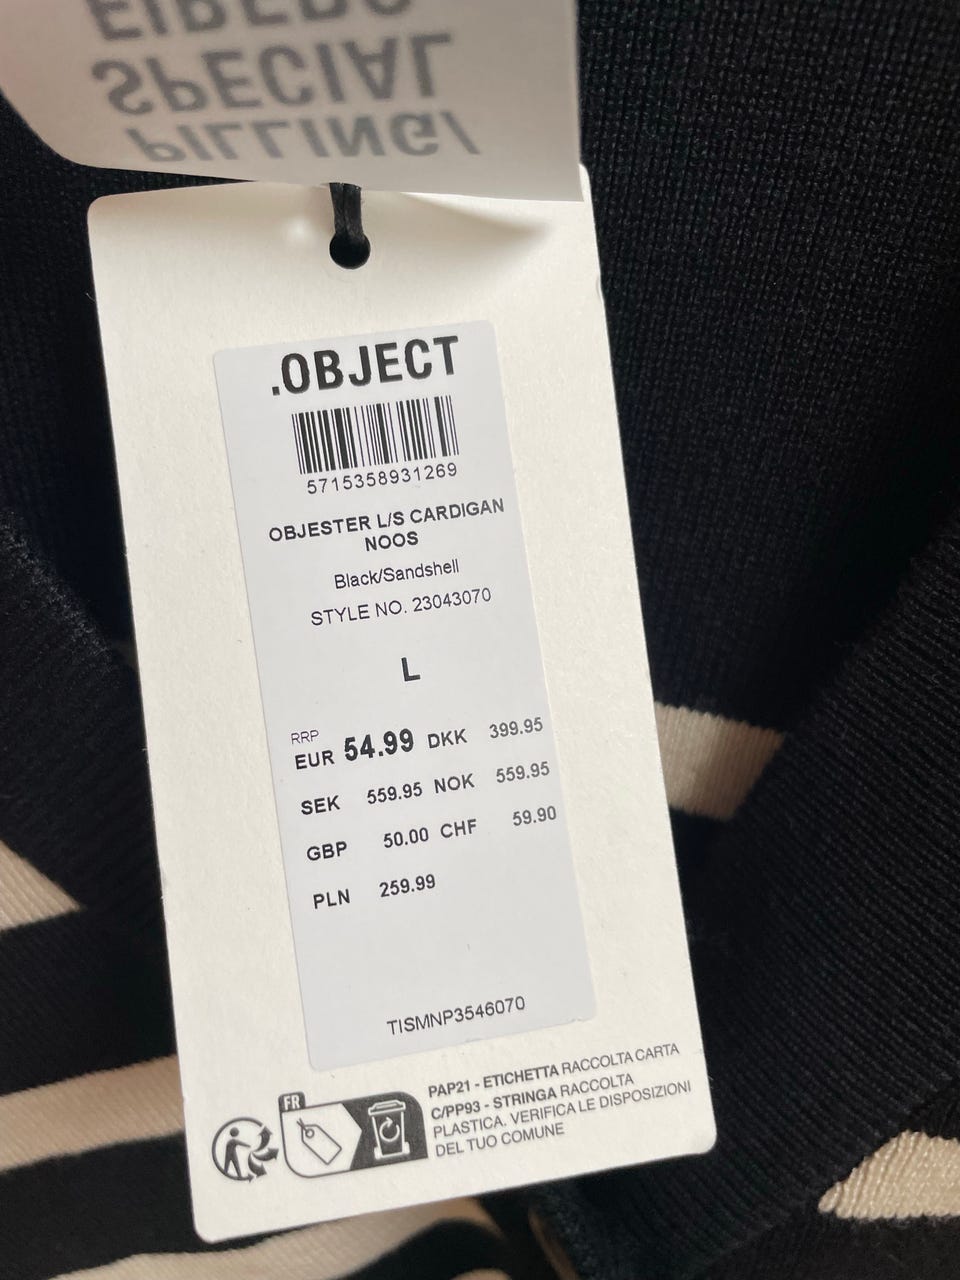 FIBERS
SPECIAL
PILLING/
.OBJECT
5715358931269
OBJESTER L/S CARDIGAN
NOOS
Black/Sandshell
STYLE NO. 23043070
L
RRP
EUR 54.99 DKK 399.95
SEK 559.95 NOK 559.95
GBP 50.00 CHF 59.90
PLN 259.99
TISMNP3546070
FR
PAP21 - ETICHETTA RACCOLTA CARTA
C/PP93 - STRINGA RACCOLTA
PLASTICA. VERIFICA LE DISPOSIZIONI
DEL TUO COMUNE